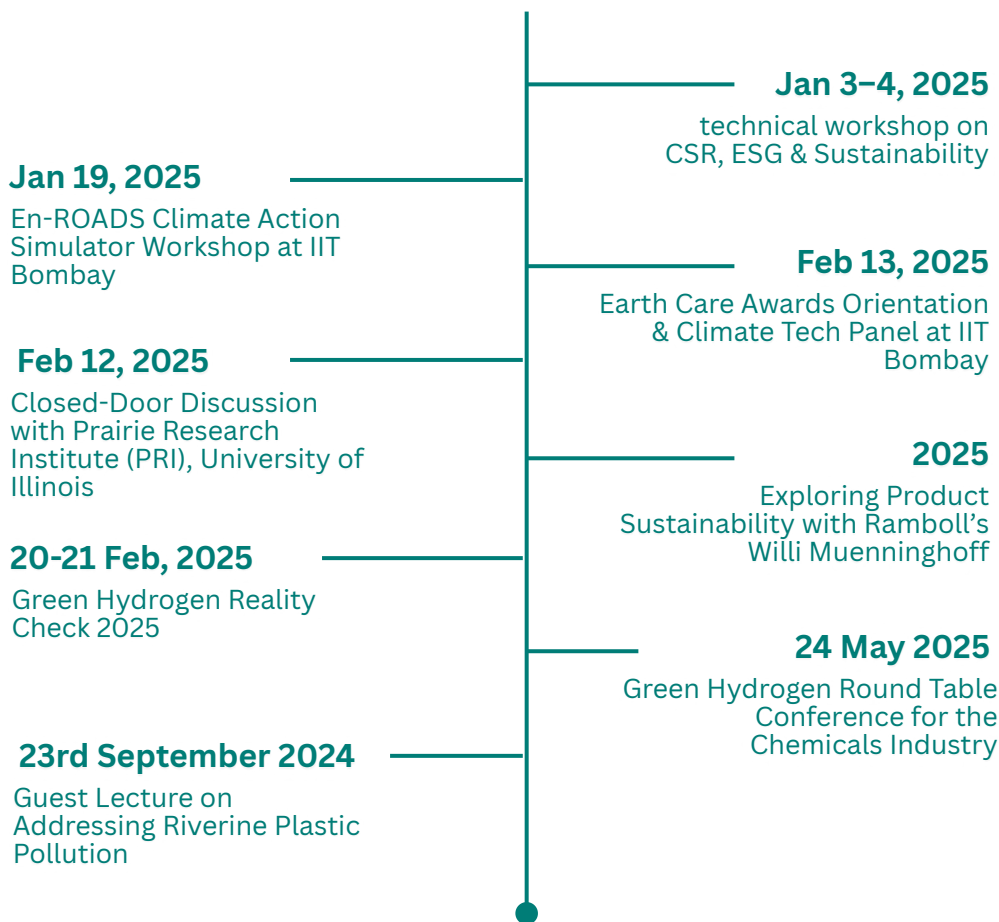 Jan 3–4, 2025
technical workshop on
CSR, ESG & Sustainability
Jan 19, 2025
En-ROADS Climate Action
Simulator Workshop at IIT
Bombay
Feb 13, 2025
Earth Care Awards Orientation
& Climate Tech Panel at IIT
Bombay
Feb 12, 2025
Closed-Door Discussion
with Prairie Research
Institute (PRI), University of
Illinois
2025
Exploring Product
Sustainability with Ramboll’s
Willi Muenninghoff
20-21 Feb, 2025
Green Hydrogen Reality
Check 2025
24 May 2025
Green Hydrogen Round Table
Conference for the
Chemicals Industry
23rd September 2024
Guest Lecture on
Addressing Riverine Plastic
Pollution